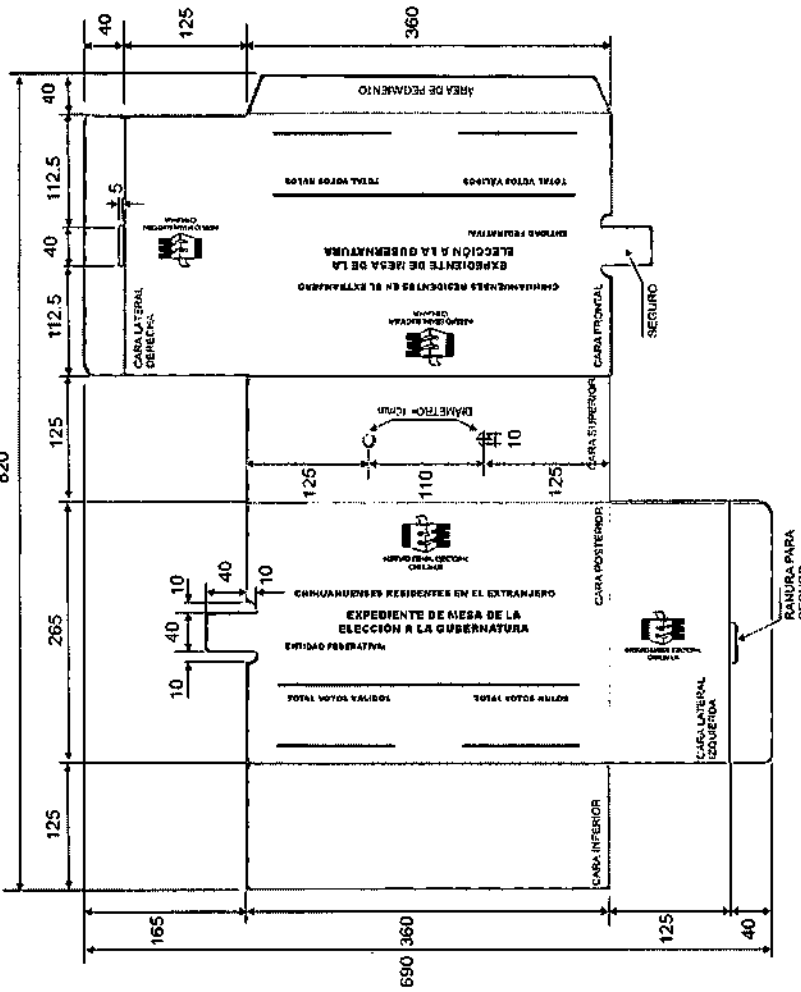 820
40
125
265
125
112.5
40
112.5
40
5
40
125
360
165
360
125
40
690
10
40
10
40
10
125
110
125
10
DIÁMETRO= 10mm
ÁREA DE PEGAMENTO
TOTAL VOTOS NULOS
TOTAL VOTOS VÁLIDOS
ENTIDAD FEDERATIVA
EXPEDIENTE DE MESA DE LA
ELECCIÓN A LA GUBERNATURA
CHIHUAHUENSES RESIDENTES EN EL EXTRANJERO
CARA LATERAL
DERECHA
CARA FRONTAL
SEGURO
CARA SUPERIOR
CARA POSTERIOR
CHIHUAHUENSES RESIDENTES EN EL EXTRANJERO
EXPEDIENTE DE MESA DE LA
ELECCIÓN A LA GUBERNATURA
ENTIDAD FEDERATIVA
TOTAL VOTOS VÁLIDOS
TOTAL VOTOS NULOS
CARA LATERAL
IZQUIERDA
CARA INFERIOR
RANURA PARA